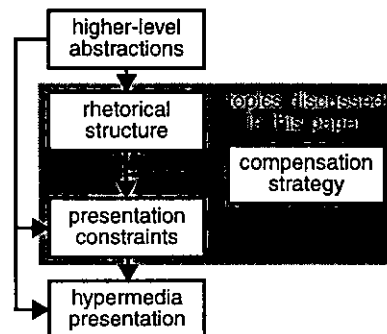 higher-level
abstractions
rhetorical
structure
topics discussed
in this paper
compensation
strategy
presentation
constraints
hypermedia
presentation